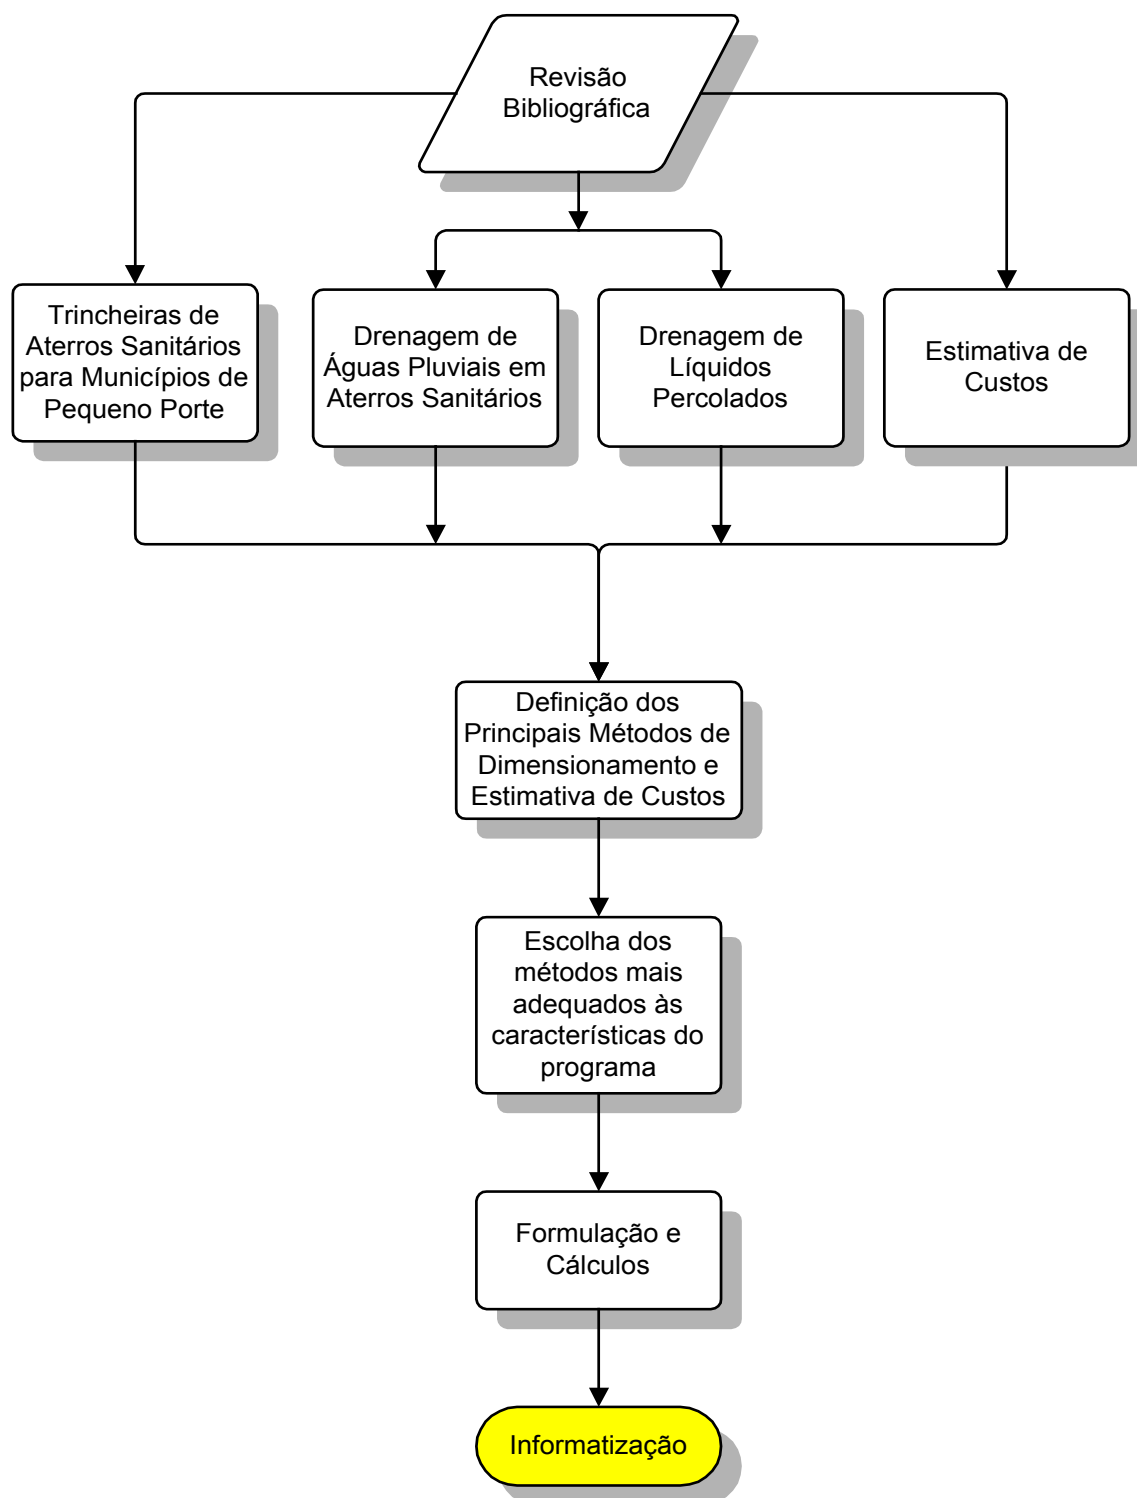 Revisão
Bibliográfica
Trincheiras de
Aterros Sanitários
para Municípios de
Pequeno Porte
Drenagem de
Águas Pluviais em
Aterros Sanitários
Drenagem de
Líquidos
Percolados
Estimativa de
Custos
Definição dos
Principais Métodos de
Dimensionamento e
Estimativa de Custos
Escolha dos
métodos mais
adequados às
características do
programa
Formulação e
Cálculos
Informatização